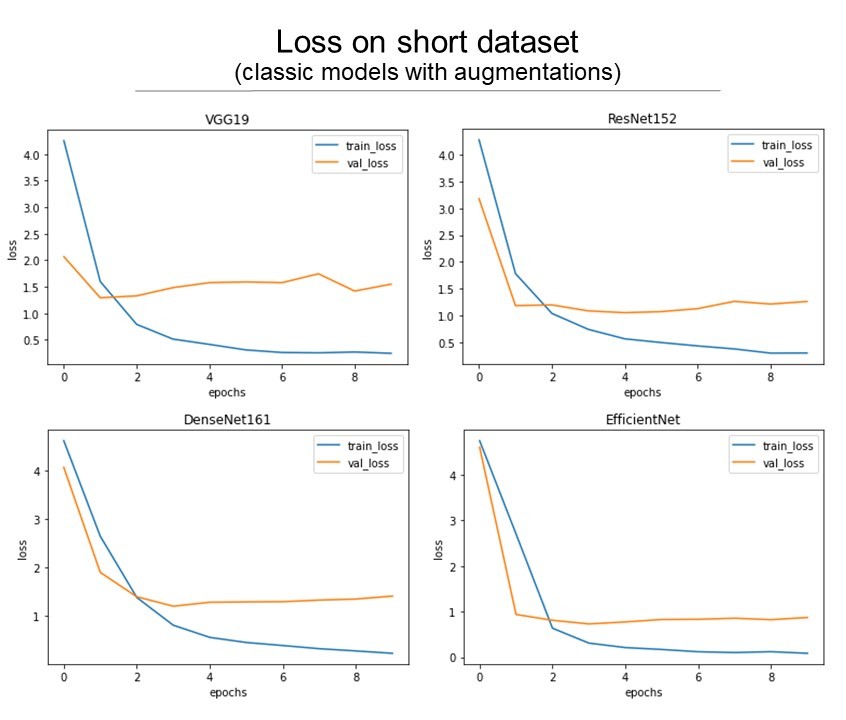 Loss on short dataset
(classic models with augmentations)
VGG19
train_loss
val_loss
4.0
3.5
3.0
2.5
2.0
1.5
1.0
0.5
loss
0 2 4 6 8
epochs
ResNet152
train_loss
val_loss
4.0
3.5
3.0
2.5
2.0
1.5
1.0
0.5
loss
0 2 4 6 8
epochs
DenseNet161
train_loss
val_loss
4
3
2
1
loss
0 2 4 6 8
epochs
EfficientNet
train_loss
val_loss
4
3
2
1
0
loss
0 2 4 6 8
epochs